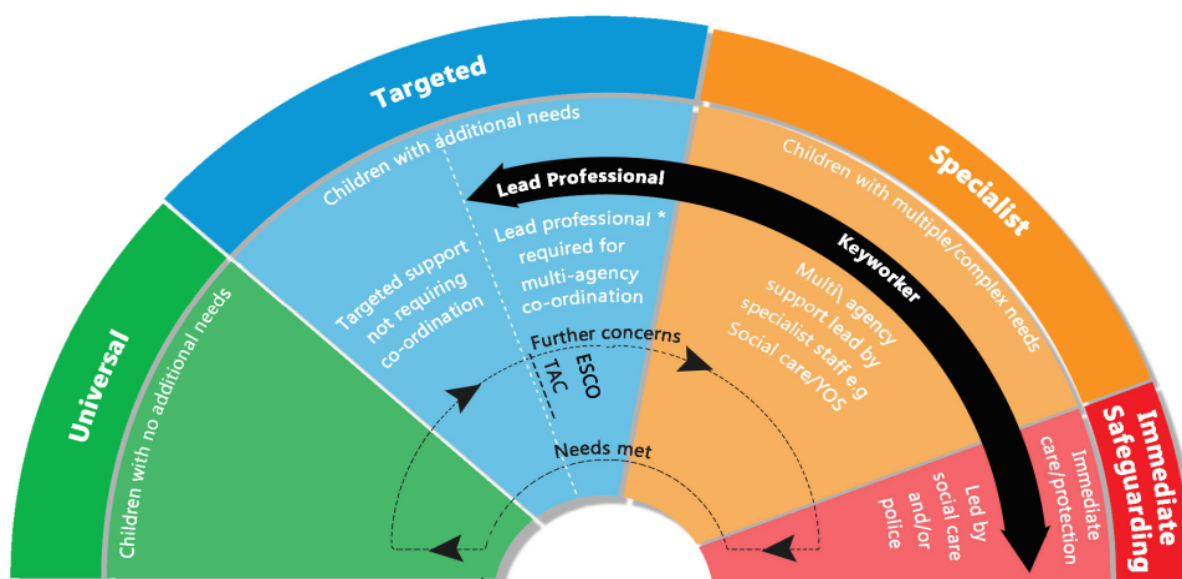 Universal
Children with no additional needs
Targeted
Children with additional needs
Targeted support
not requiring
co-ordination
Lead professional *
required for
multi-agency
co-ordination
Lead Professional
Keyworker
Further concerns
TAC
ESCO
Needs met
Specialist
Children with multiple/complex needs
Multi\ agency
support lead by
specialist staff e.g
Social care/YOS
Immediate
Safeguarding
Immediate
care/protection
Led by
social care
and/or
police